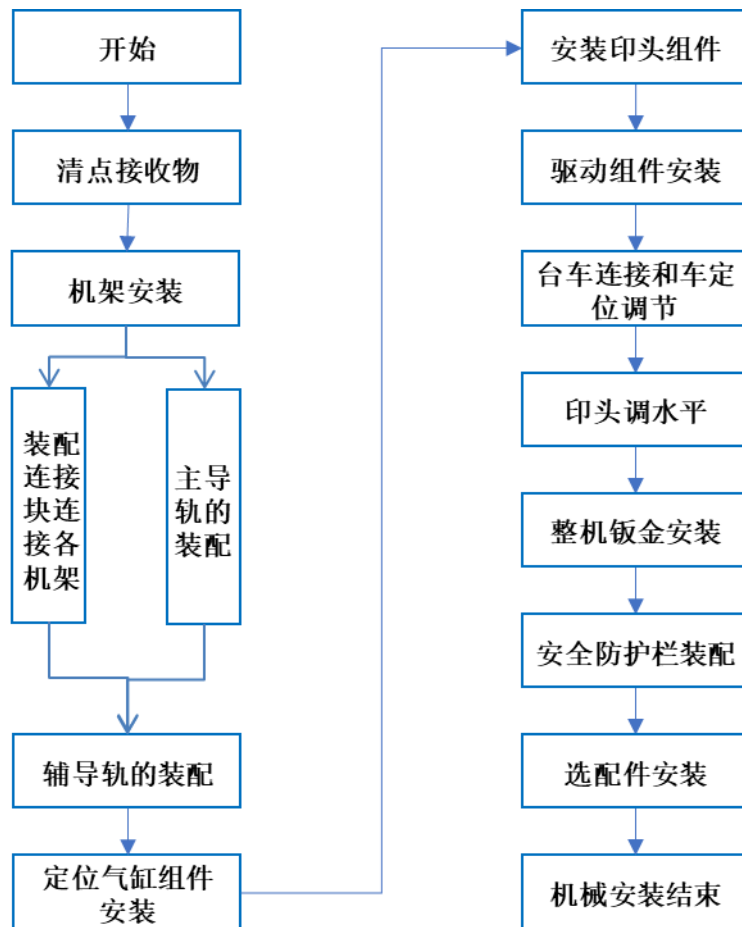 开始
清点接收物
机架安装
装配
连接
块连
接各
机架
主导
轨的
装配
辅导轨的装配
定位气缸组件
安装
安装印头组件
驱动组件安装
台车连接和车定
位调节
印头调水平
整机钣金安装
安全防护栏装配
选配件安装
机械安装结束